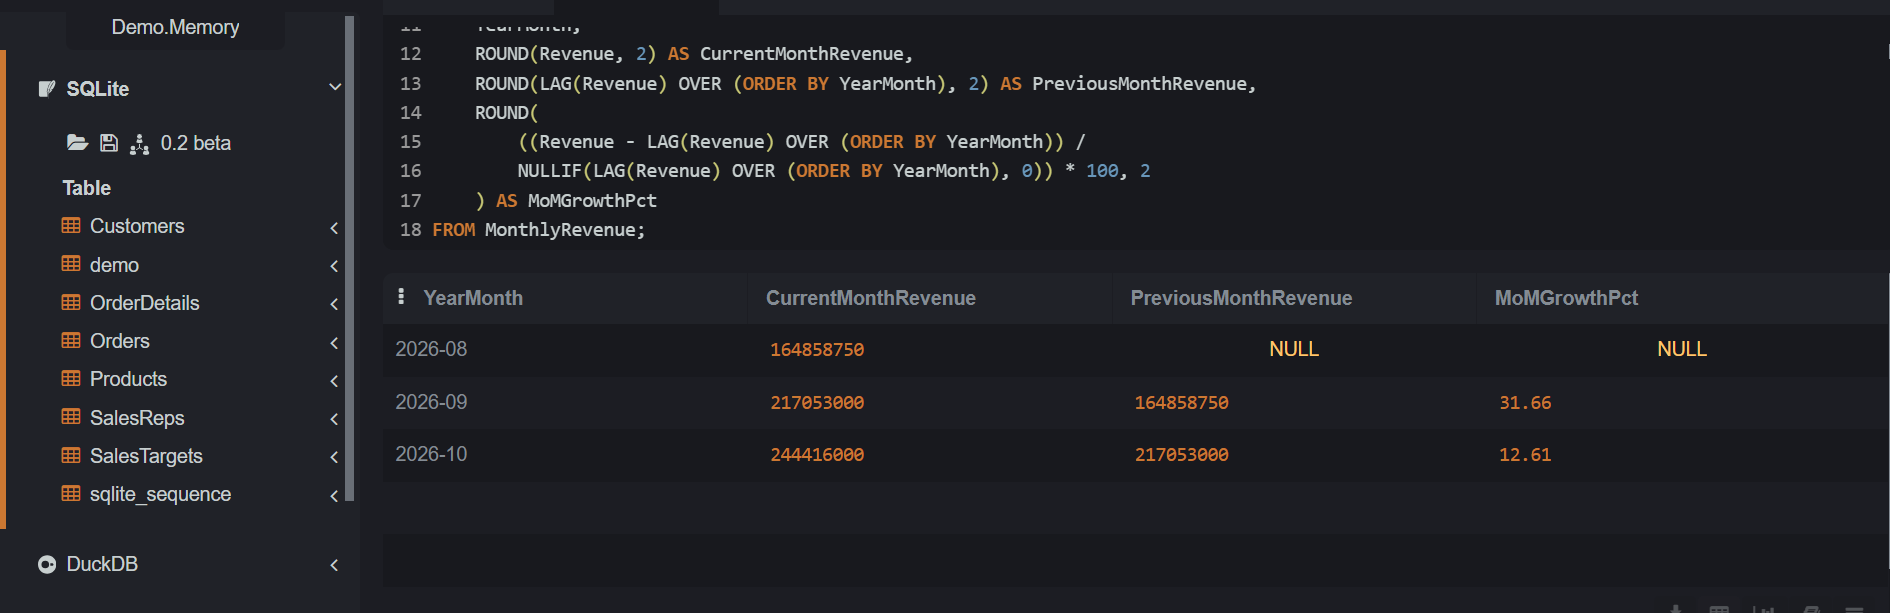 Demo.Memory
SQLite
0.2 beta
Table
Customers
demo
OrderDetails
Orders
Products
SalesReps
SalesTargets
sqlite_sequence
DuckDB
11 YearMonth,
12 ROUND(Revenue, 2) AS CurrentMonthRevenue,
13 ROUND(LAG(Revenue) OVER (ORDER BY YearMonth), 2) AS PreviousMonthRevenue,
14 ROUND(
15 ((Revenue - LAG(Revenue) OVER (ORDER BY YearMonth)) /
16 NULLIF(LAG(Revenue) OVER (ORDER BY YearMonth), 0)) * 100, 2
17 ) AS MoMGrowthPct
18 FROM MonthlyRevenue;
YearMonth CurrentMonthRevenue PreviousMonthRevenue MoMGrowthPct
2026-08 164858750 NULL NULL
2026-09 217053000 164858750 31.66
2026-10 244416000 217053000 12.61